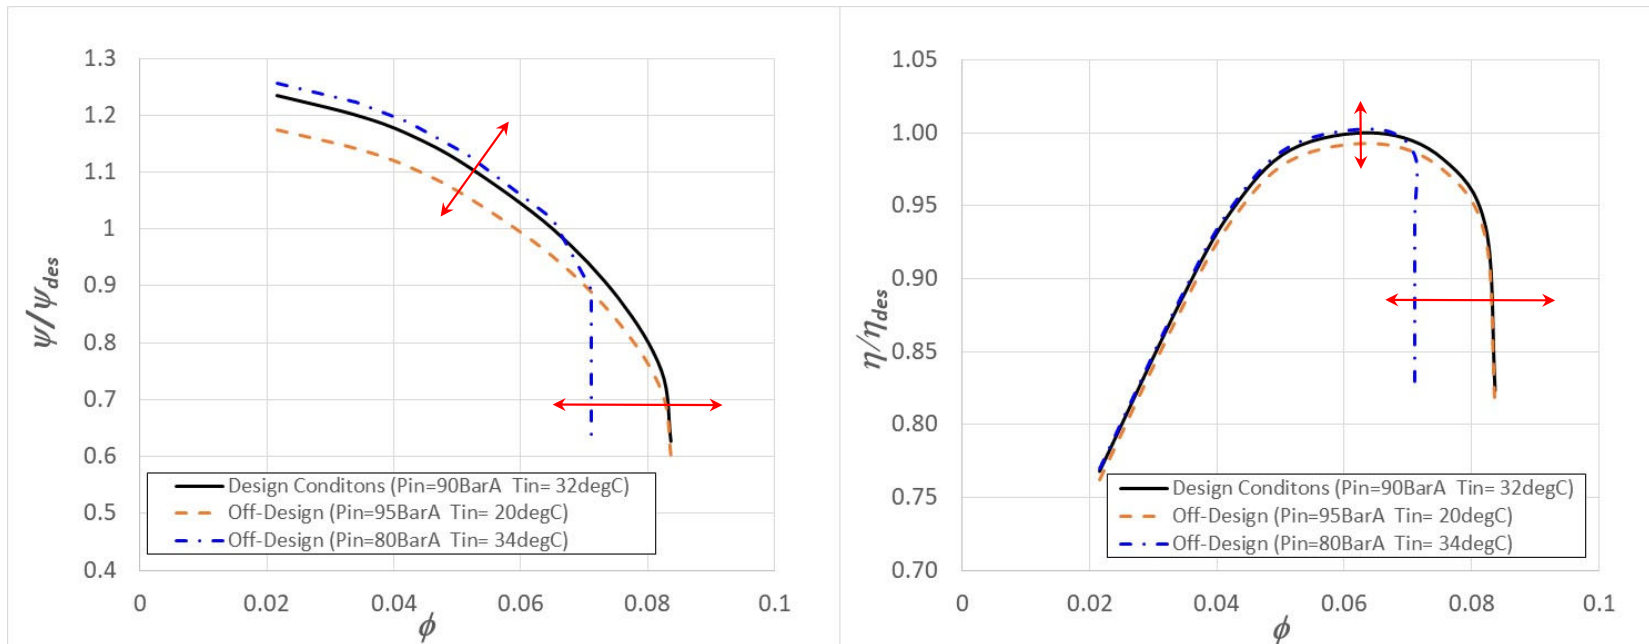 1.3
1.2
1.1
1
0.9
0.8
0.7
0.6
0.5
0.4
ψ/ψdes
Design Conditons (Pin=90BarA Tin= 32degC)
Off-Design (Pin=95BarA Tin= 20degC)
Off-Design (Pin=80BarA Tin= 34degC)
0 0.02 0.04 0.06 0.08 0.1
ϕ
1.05
1.00
0.95
0.90
0.85
0.80
0.75
0.70
η/ηdes
Design Conditons (Pin=90BarA Tin= 32degC)
Off-Design (Pin=95BarA Tin= 20degC)
Off-Design (Pin=80BarA Tin= 34degC)
0 0.02 0.04 0.06 0.08 0.1
ϕ